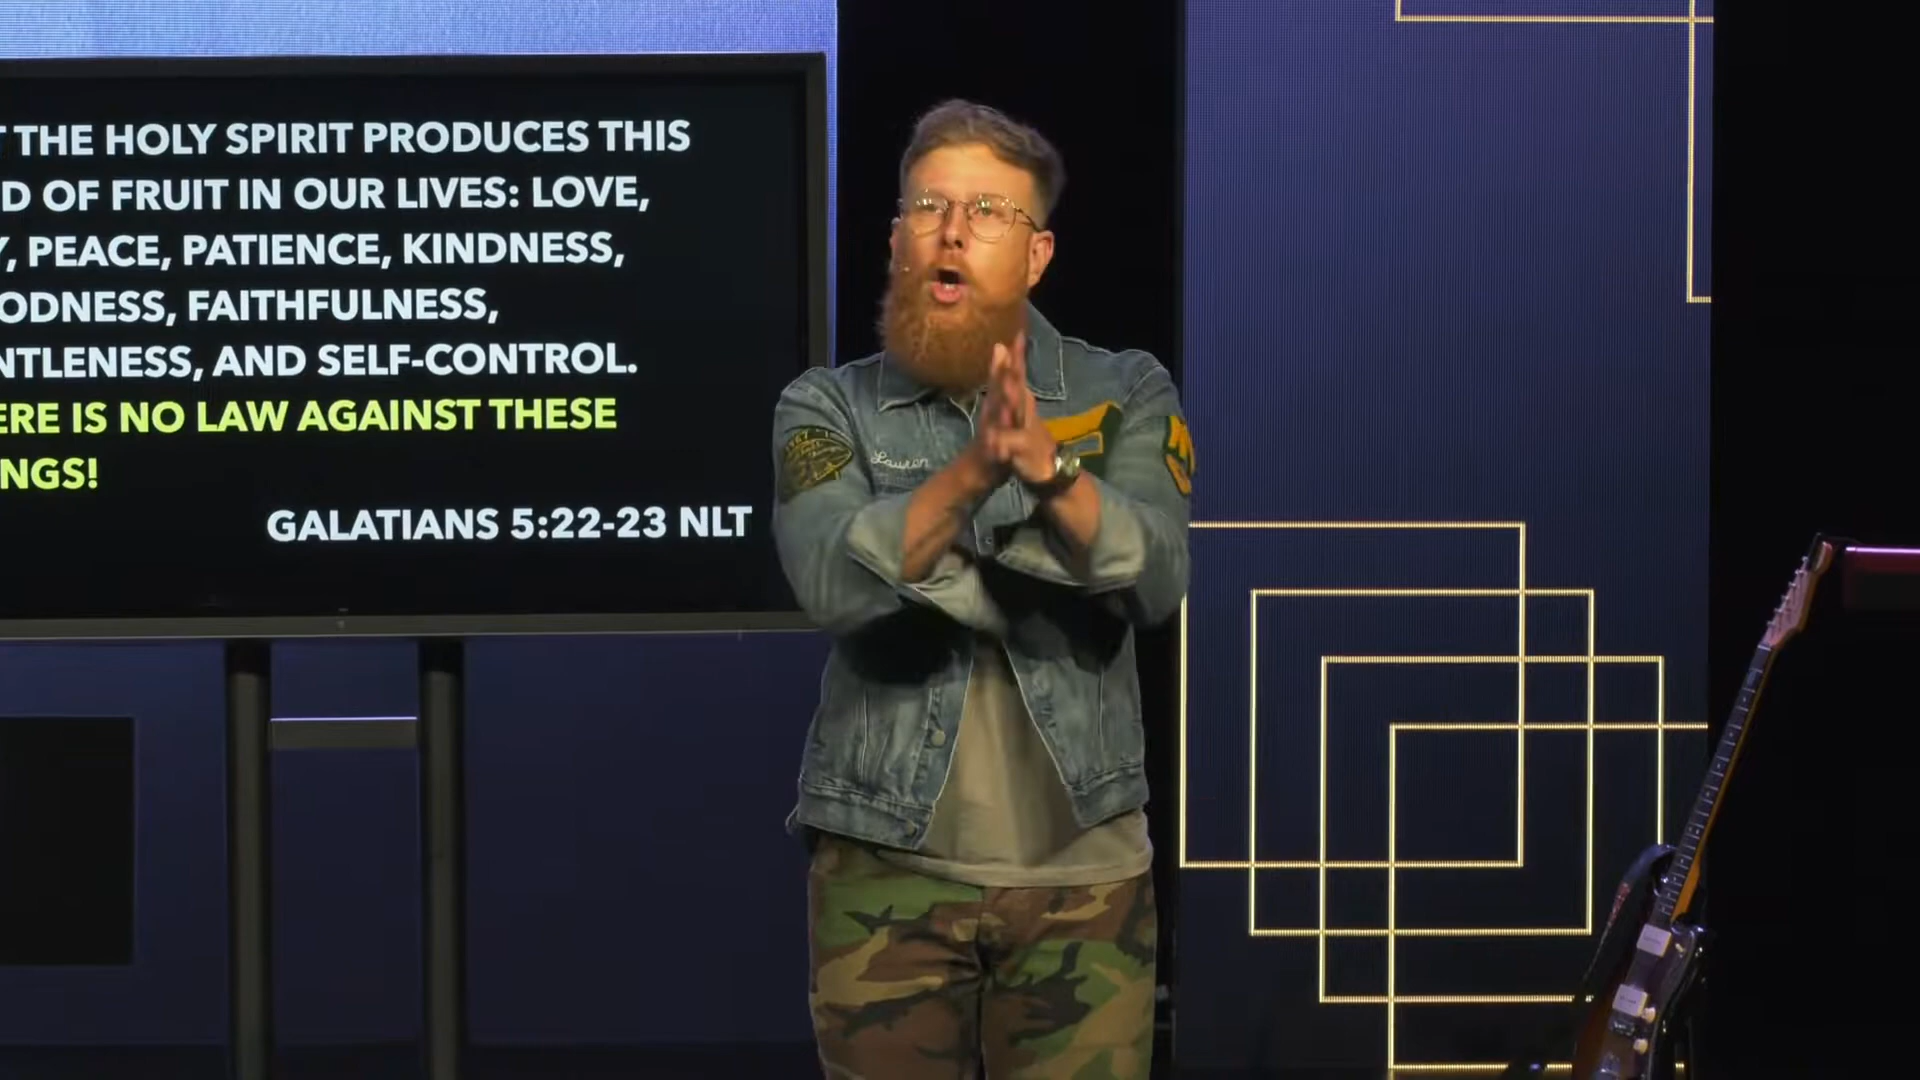 T THE HOLY SPIRIT PRODUCES THIS
D OF FRUIT IN OUR LIVES: LOVE,
Y, PEACE, PATIENCE, KINDNESS,
ODNESS, FAITHFULNESS,
NTLENESS, AND SELF-CONTROL.
ERE IS NO LAW AGAINST THESE
NGS!
GALATIANS 5:22-23 NLT
Lauren